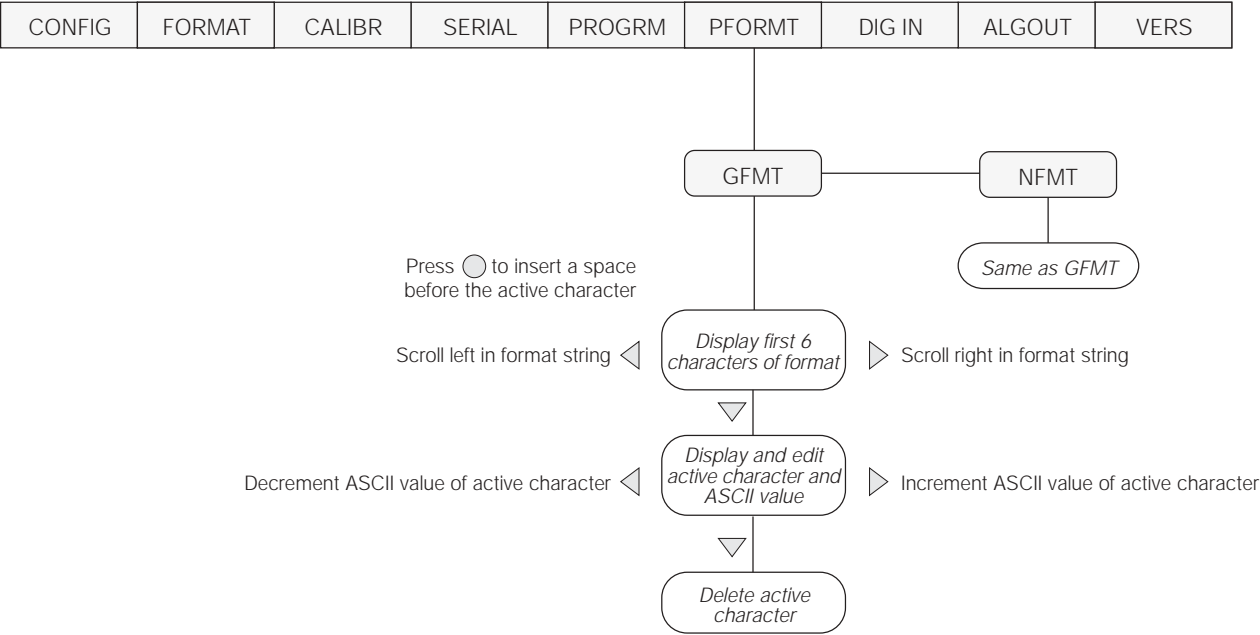 CONFIG FORMAT CALIBR SERIAL PROGRM PFORMT DIG IN ALGOUT VERS
GFMT NFMT
Same as GFMT
Press to insert a space
before the active character
Display first 6
characters of format
Scroll left in format string
Scroll right in format string
Display and edit
active character and
ASCII value
Decrement ASCII value of active character
Increment ASCII value of active character
Delete active
character